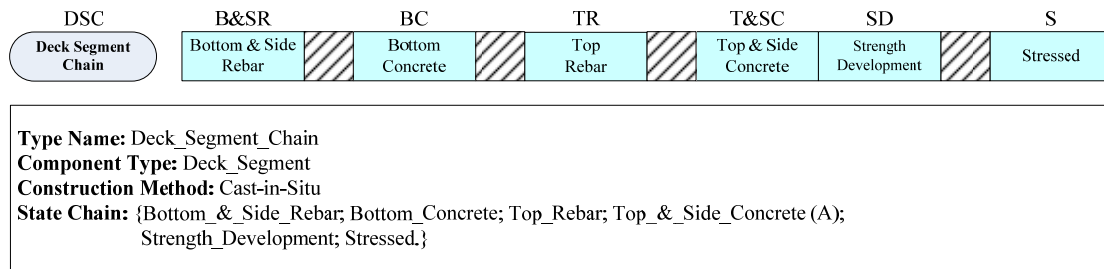 DSC B&SR BC TR T&SC SD S
Deck Segment Chain
Bottom & Side Rebar
Bottom Concrete
Top Rebar
Top & Side Concrete
Strength Development
Stressed
Type Name: Deck_Segment_Chain
Component Type: Deck_Segment
Construction Method: Cast-in-Situ
State Chain: {Bottom_&_Side_Rebar; Bottom_Concrete; Top_Rebar; Top_&_Side_Concrete (A);
Strength_Development; Stressed.}